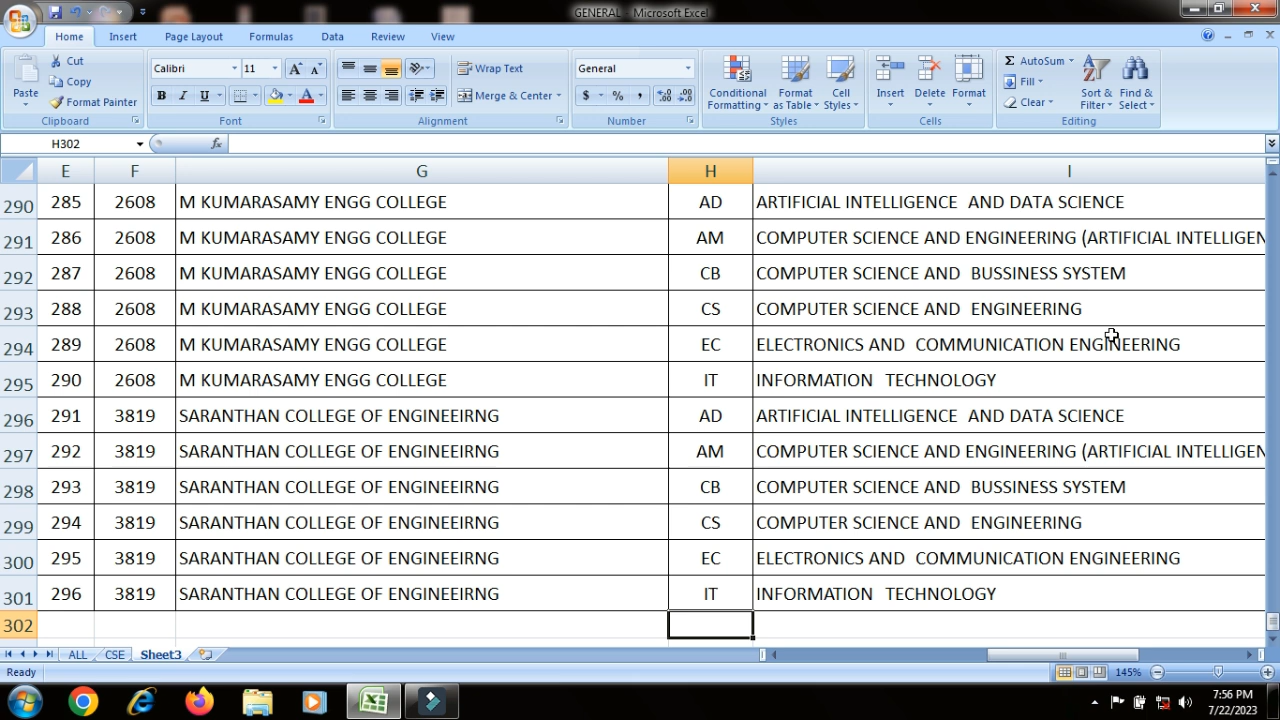 GENERAL - Microsoft Excel
Home Insert Page Layout Formulas Data Review View
Paste Cut Copy Format Painter Clipboard
Calibri 11 B I U Font
Wrap Text Merge & Center Alignment
General $ % , Number
Conditional Formatting Format as Table Cell Styles Styles
Insert Delete Format Cells
Σ AutoSum Fill Clear Sort & Filter Find & Select Editing
H302 fx
E F G H I
290 285 2608 M KUMARASAMY ENGG COLLEGE AD ARTIFICIAL INTELLIGENCE AND DATA SCIENCE
291 286 2608 M KUMARASAMY ENGG COLLEGE AM COMPUTER SCIENCE AND ENGINEERING (ARTIFICIAL INTELLIGEN
292 287 2608 M KUMARASAMY ENGG COLLEGE CB COMPUTER SCIENCE AND BUSSINESS SYSTEM
293 288 2608 M KUMARASAMY ENGG COLLEGE CS COMPUTER SCIENCE AND ENGINEERING
294 289 2608 M KUMARASAMY ENGG COLLEGE EC ELECTRONICS AND COMMUNICATION ENGINEERING
295 290 2608 M KUMARASAMY ENGG COLLEGE IT INFORMATION TECHNOLOGY
296 291 3819 SARANTHAN COLLEGE OF ENGINEEIRNG AD ARTIFICIAL INTELLIGENCE AND DATA SCIENCE
297 292 3819 SARANTHAN COLLEGE OF ENGINEEIRNG AM COMPUTER SCIENCE AND ENGINEERING (ARTIFICIAL INTELLIGEN
298 293 3819 SARANTHAN COLLEGE OF ENGINEEIRNG CB COMPUTER SCIENCE AND BUSSINESS SYSTEM
299 294 3819 SARANTHAN COLLEGE OF ENGINEEIRNG CS COMPUTER SCIENCE AND ENGINEERING
300 295 3819 SARANTHAN COLLEGE OF ENGINEEIRNG EC ELECTRONICS AND COMMUNICATION ENGINEERING
301 296 3819 SARANTHAN COLLEGE OF ENGINEEIRNG IT INFORMATION TECHNOLOGY
302
ALL CSE Sheet3
Ready 145%
7:56 PM
7/22/2023